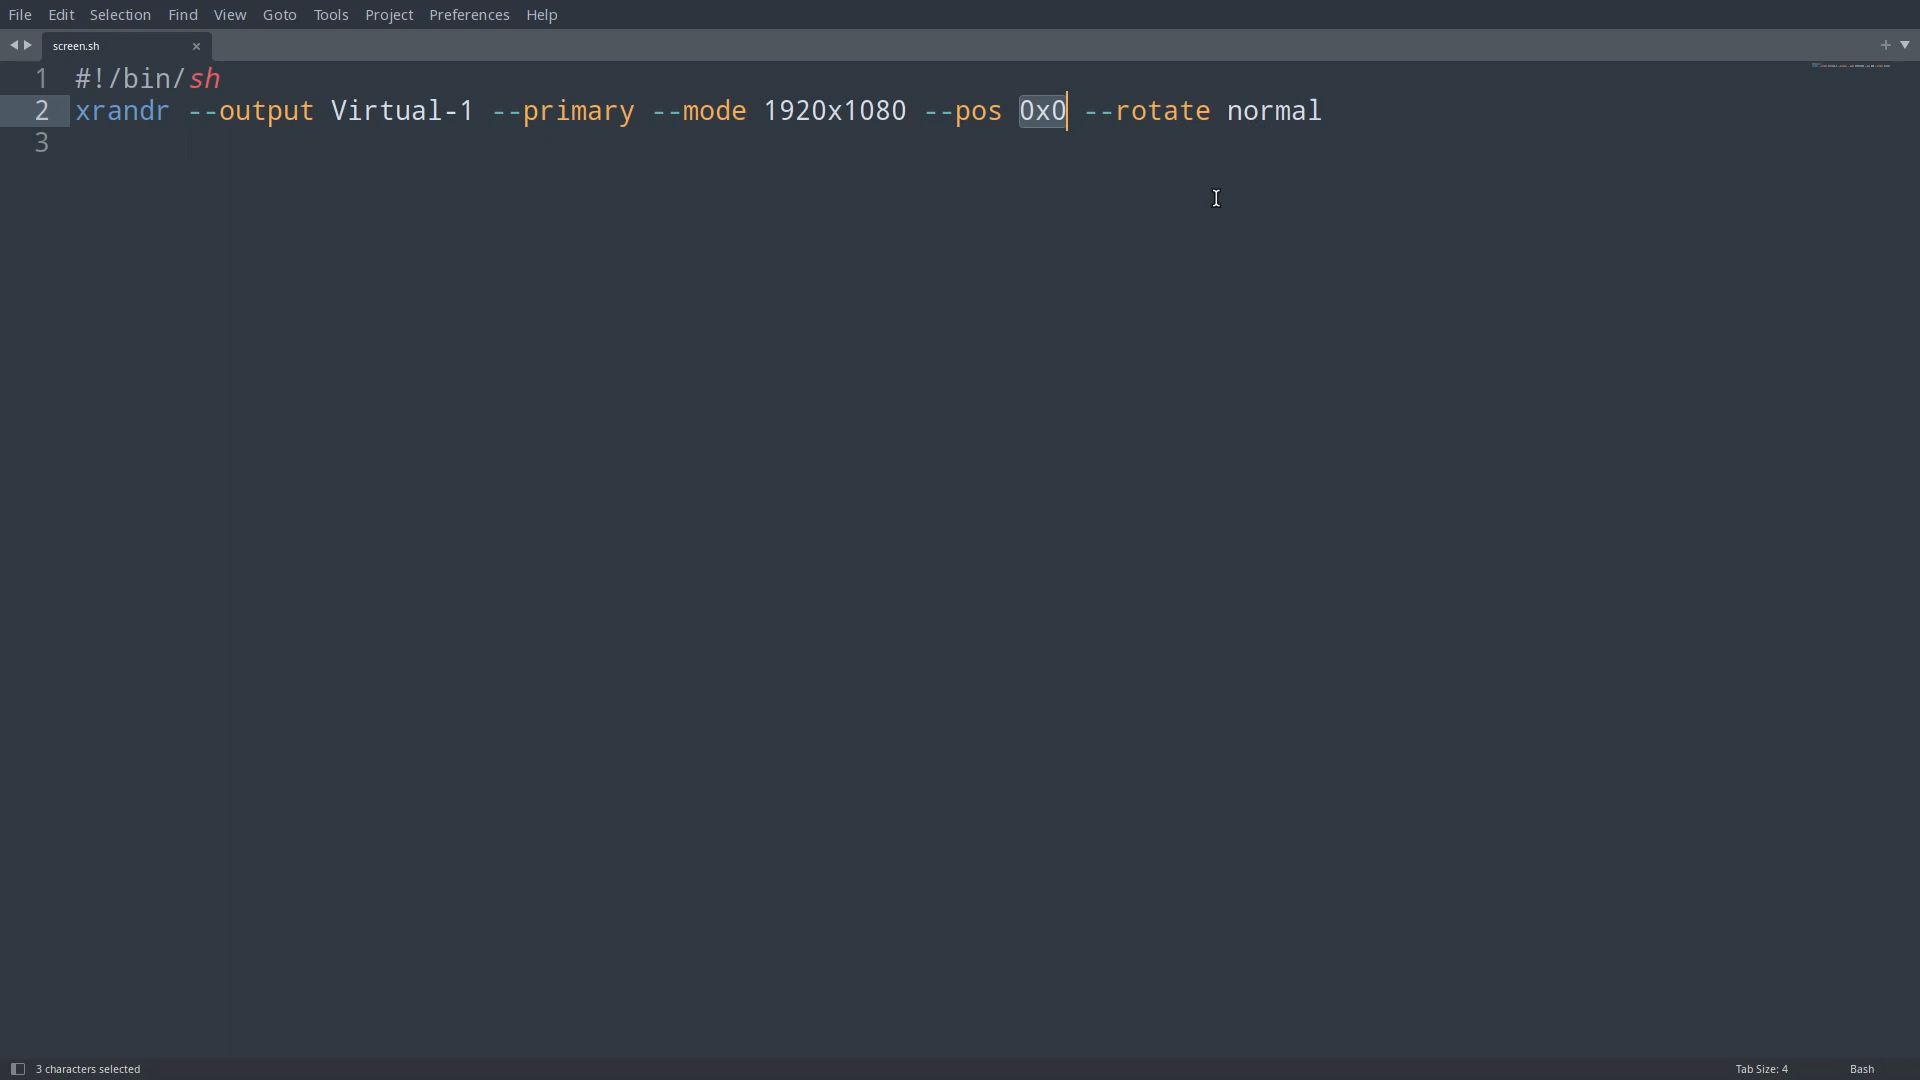 File Edit Selection Find View Goto Tools Project Preferences Help
screen.sh
1 #!/bin/sh
2 xrandr --output Virtual-1 --primary --mode 1920x1080 --pos 0x0 --rotate normal
3
3 characters selected Tab Size: 4 Bash